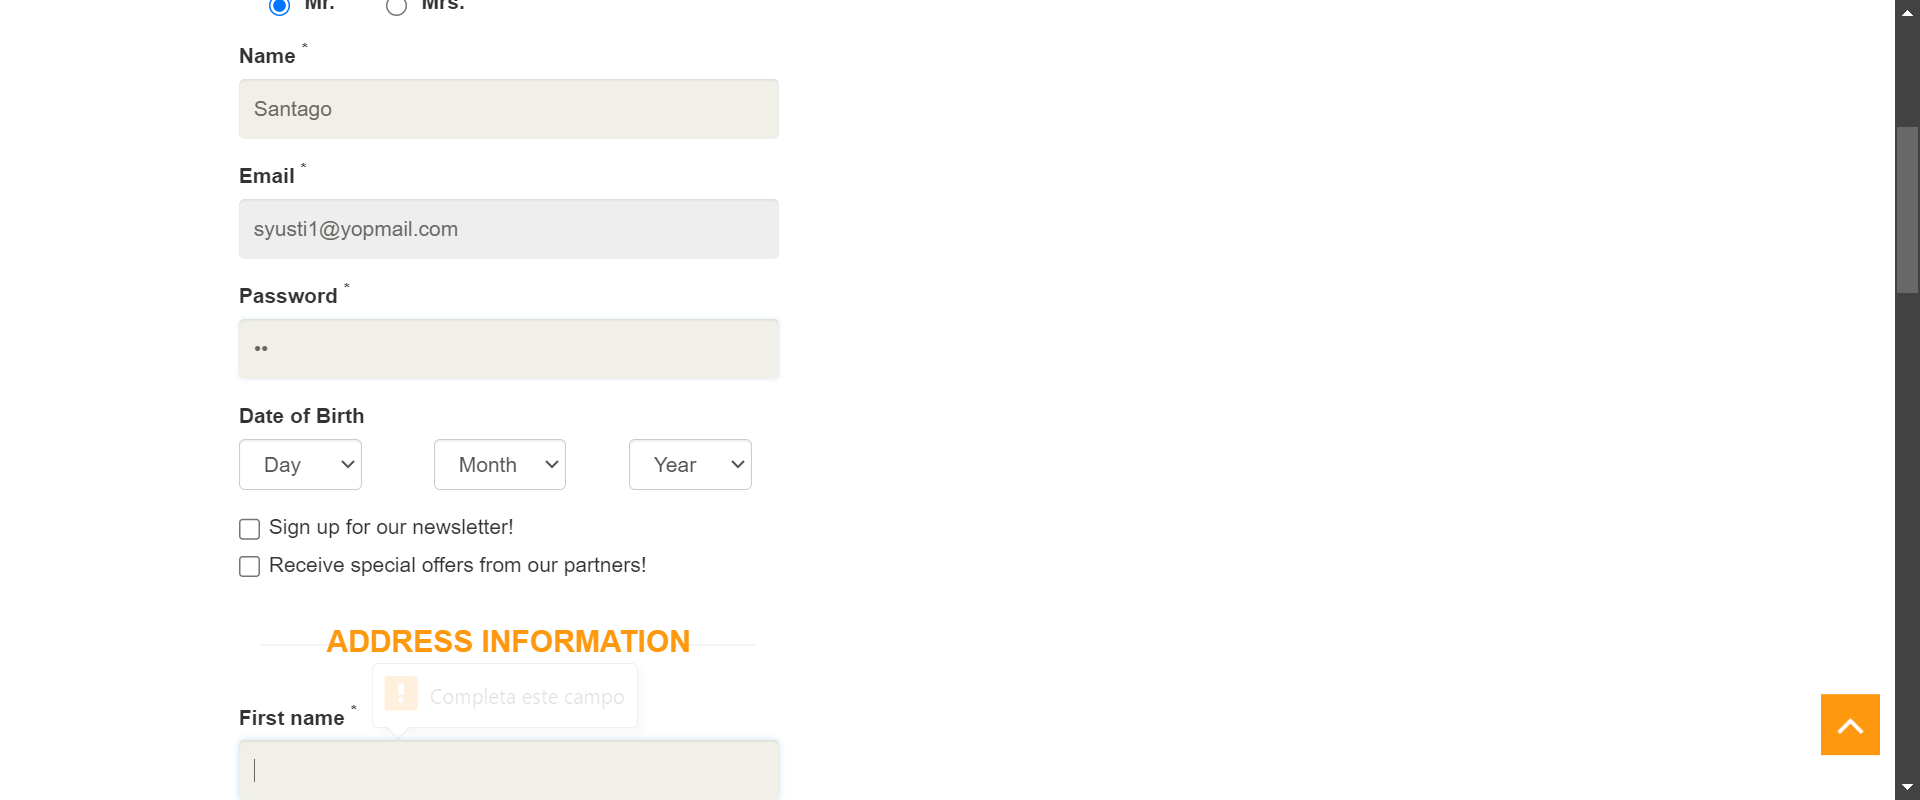 Mr. Mrs.
Name *
Santago
Email *
syusti1@yopmail.com
Password *
••
Date of Birth
Day Month Year
Sign up for our newsletter!
Receive special offers from our partners!
ADDRESS INFORMATION
Completa este campo
First name *